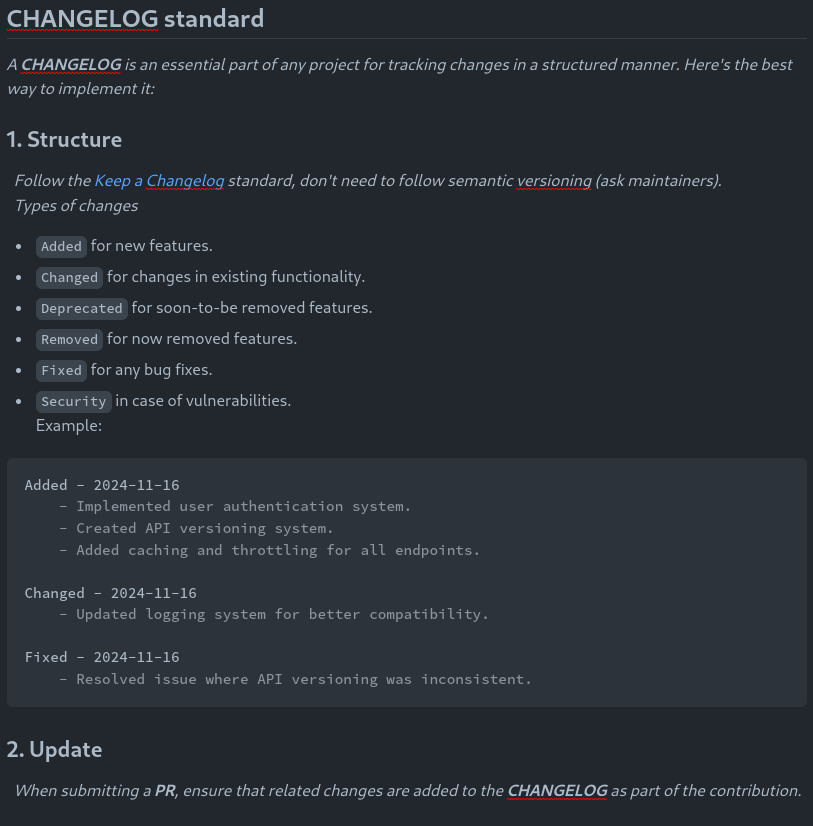 CHANGELOG standard
A CHANGELOG is an essential part of any project for tracking changes in a structured manner. Here's the best
way to implement it:
1. Structure
Follow the Keep a Changelog standard, don't need to follow semantic versioning (ask maintainers).
Types of changes
• Added for new features.
• Changed for changes in existing functionality.
• Deprecated for soon-to-be removed features.
• Removed for now removed features.
• Fixed for any bug fixes.
• Security in case of vulnerabilities.
Example:
Added - 2024-11-16
- Implemented user authentication system.
- Created API versioning system.
- Added caching and throttling for all endpoints.
Changed - 2024-11-16
- Updated logging system for better compatibility.
Fixed - 2024-11-16
- Resolved issue where API versioning was inconsistent.
2. Update
When submitting a PR, ensure that related changes are added to the CHANGELOG as part of the contribution.